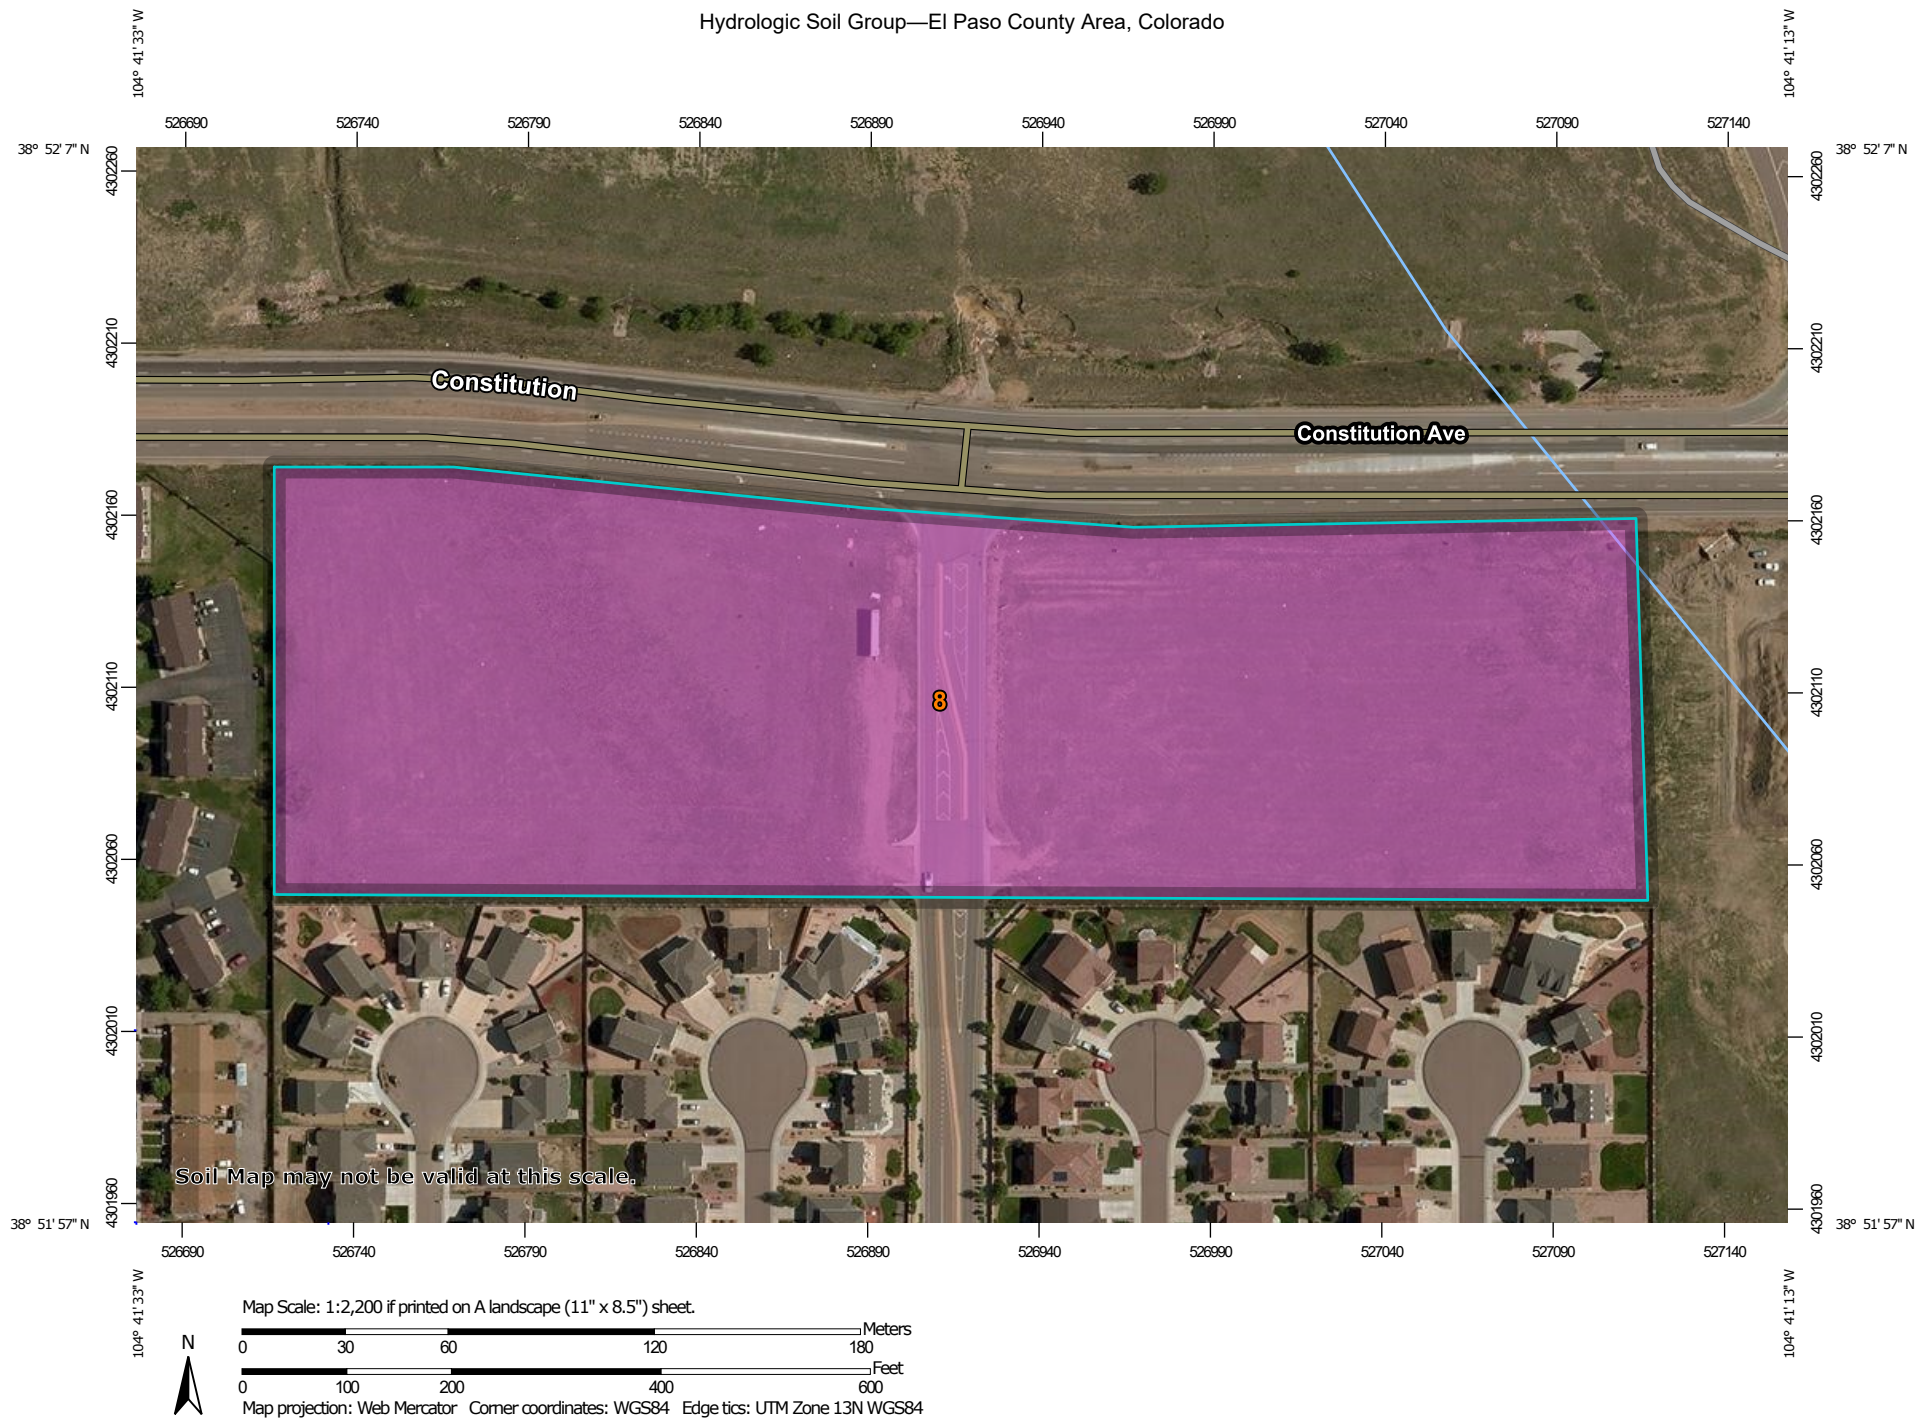 Hydrologic Soil Group—El Paso County Area, Colorado
104° 41' 33'' W
104° 41' 13'' W
526690 526740 526790 526840 526890 526940 526990 527040 527090 527140
38° 52' 7'' N
38° 52' 7'' N
4302260
4302260
4302210
4302210
Constitution
Constitution Ave
4302160
4302160
4302110
4302110
8
4302060
4302060
4302010
4302010
Soil Map may not be valid at this scale.
4301960
4301960
38° 51' 57'' N
38° 51' 57'' N
526690 526740 526790 526840 526890 526940 526990 527040 527090 527140
104° 41' 33'' W
104° 41' 13'' W
Map Scale: 1:2,200 if printed on A landscape (11" x 8.5") sheet.
Meters
0 30 60 120 180
N
Feet
0 100 200 400 600
Map projection: Web Mercator Corner coordinates: WGS84 Edge tics: UTM Zone 13N WGS84